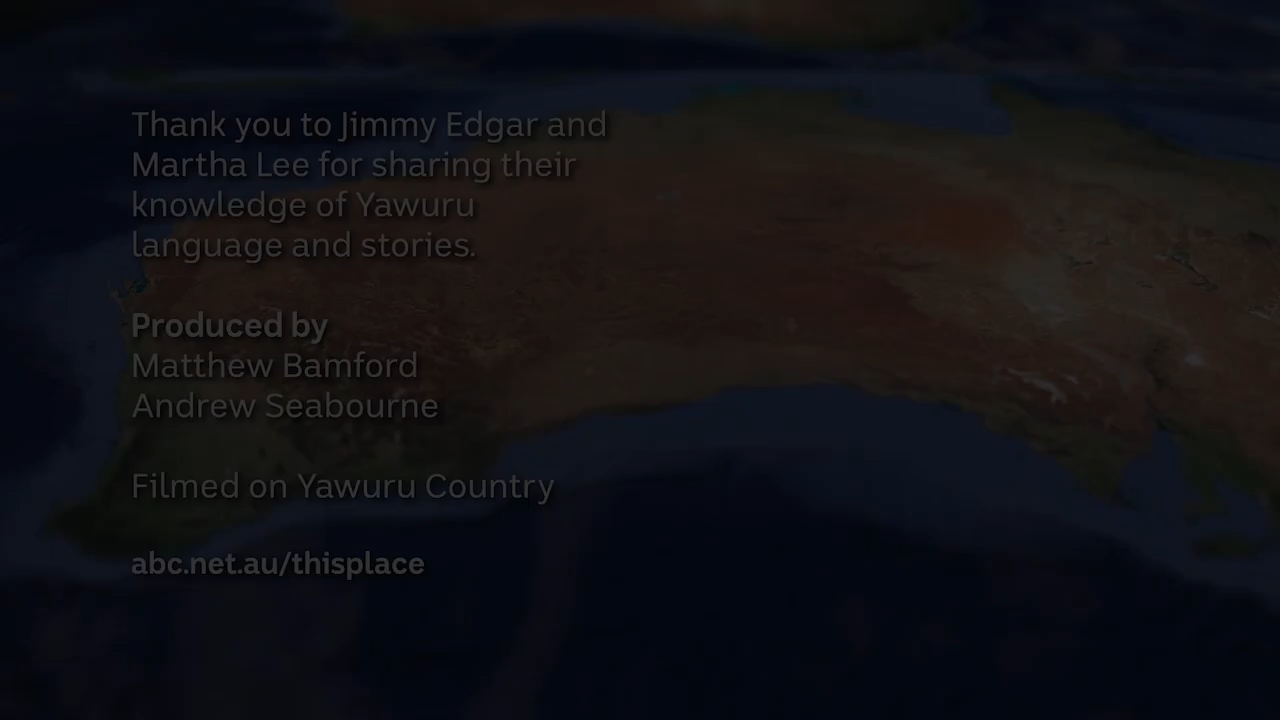 Thank you to Jimmy Edgar and
Martha Lee for sharing their
knowledge of Yawuru
language and stories.
Produced by
Matthew Bamford
Andrew Seabourne
Filmed on Yawuru Country
abc.net.au/thisplace